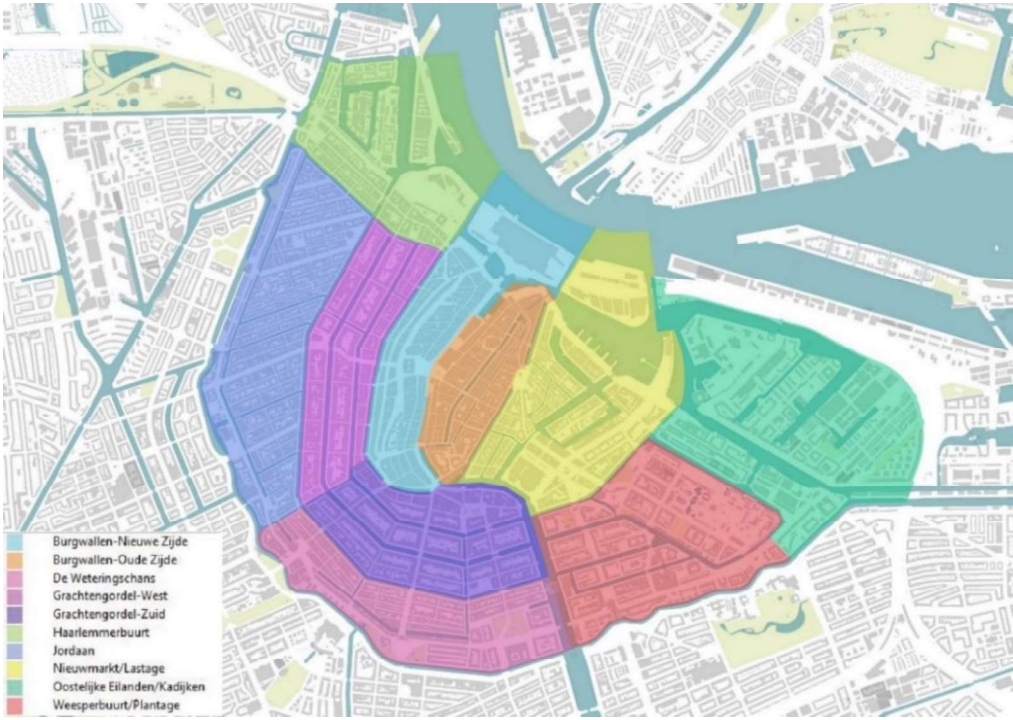 Burgwallen-Nieuwe Zijde
Burgwallen-Oude Zijde
De Weteringschans
Grachtengordel-West
Grachtengordel-Zuid
Haarlemmerbuurt
Jordaan
Nieuwmarkt/Lastage
Oostelijke Eilanden/Kadijken
Weesperbuurt/Plantage